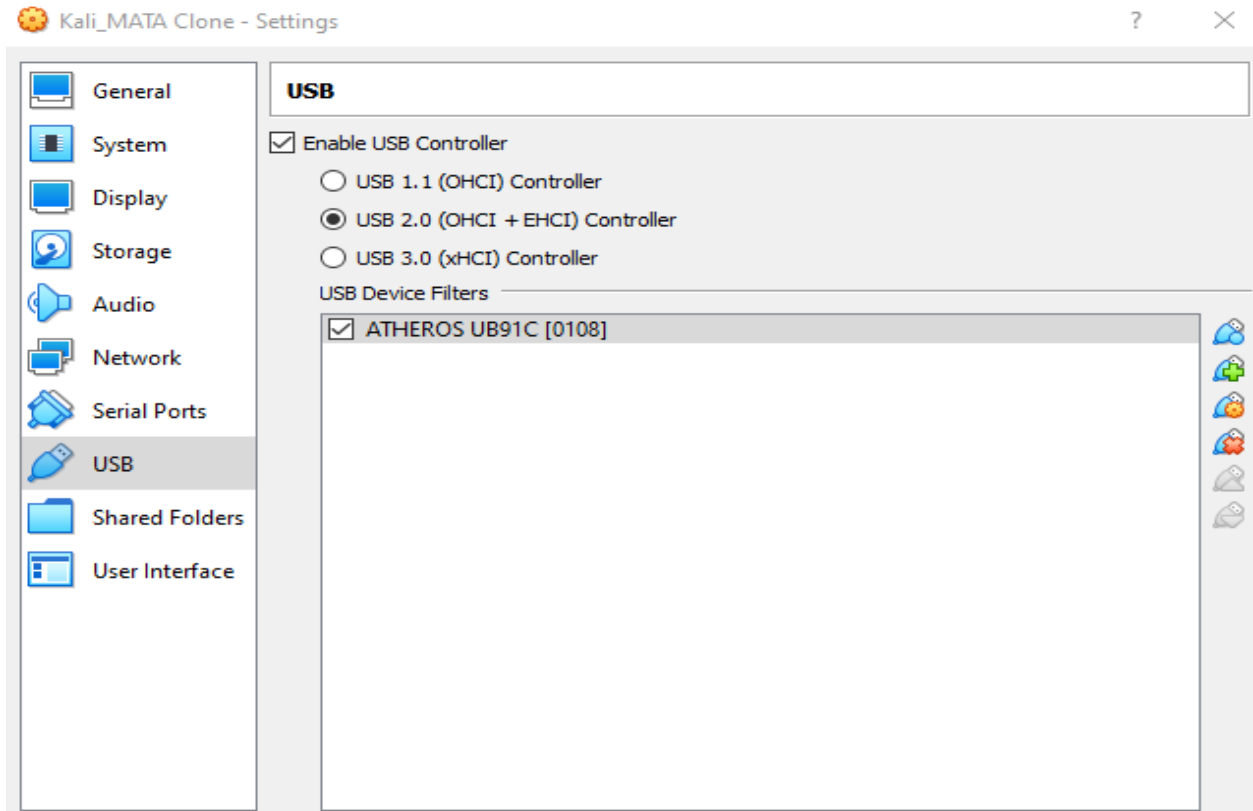 Kali_MATA Clone - Settings
?
General
System
Display
Storage
Audio
Network
Serial Ports
USB
Shared Folders
User Interface
USB
Enable USB Controller
USB 1.1 (OHCI) Controller
USB 2.0 (OHCI + EHCI) Controller
USB 3.0 (xHCI) Controller
USB Device Filters
ATHEROS UB91C [0108]